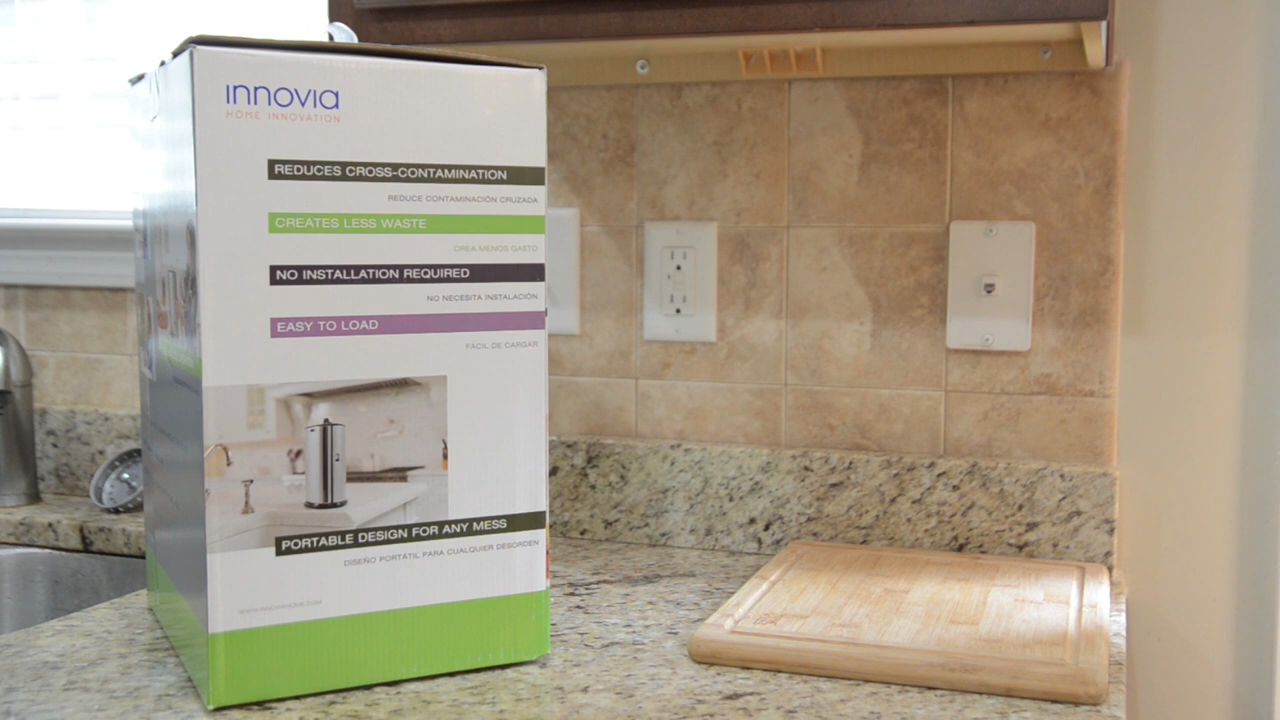 innovia
HOME INNOVATION
REDUCES CROSS-CONTAMINATION
REDUCE CONTAMINACIÓN CRUZADA
CREATES LESS WASTE
CREA MENOS GASTO
NO INSTALLATION REQUIRED
NO NECESITA INSTALACIÓN
EASY TO LOAD
FÁCIL DE CARGAR
PORTABLE DESIGN FOR ANY MESS
DISEÑO PORTÁTIL PARA CUALQUIER DESORDEN